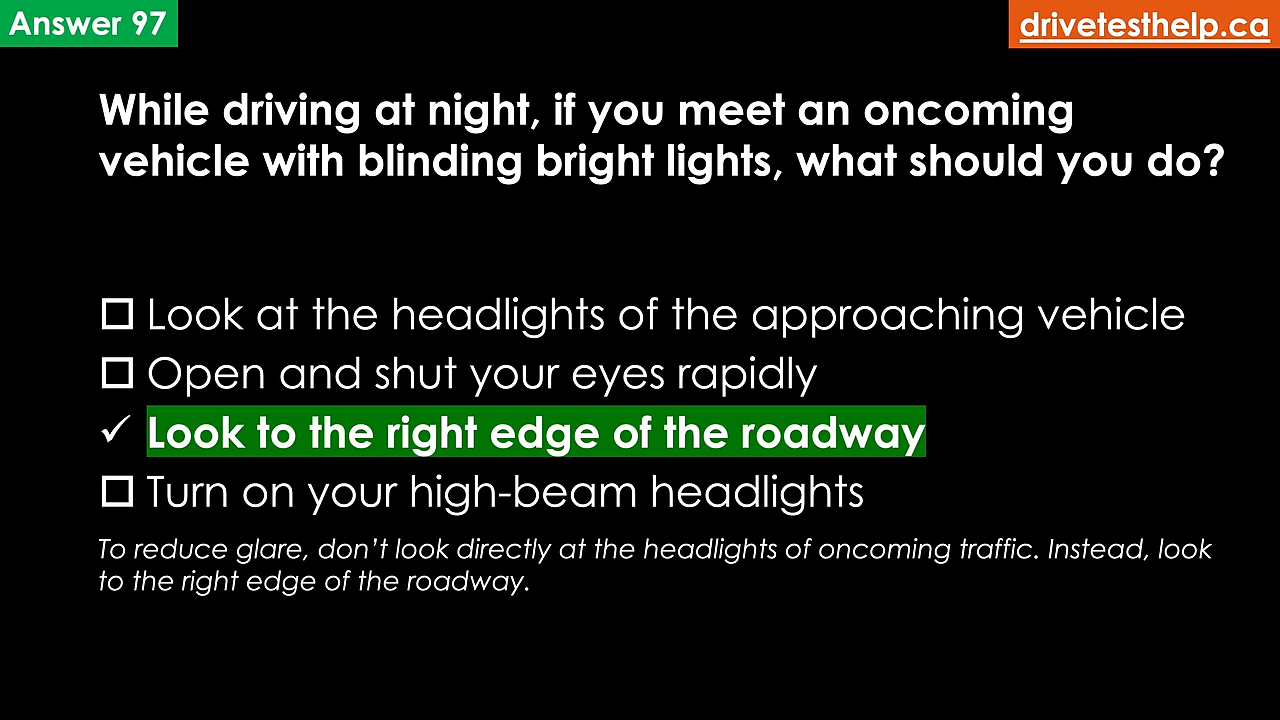 Answer 97
drivetesthelp.ca
While driving at night, if you meet an oncoming
vehicle with blinding bright lights, what should you do?
☐ Look at the headlights of the approaching vehicle
☐ Open and shut your eyes rapidly
✓ Look to the right edge of the roadway
☐ Turn on your high-beam headlights
To reduce glare, don’t look directly at the headlights of oncoming traffic. Instead, look
to the right edge of the roadway.